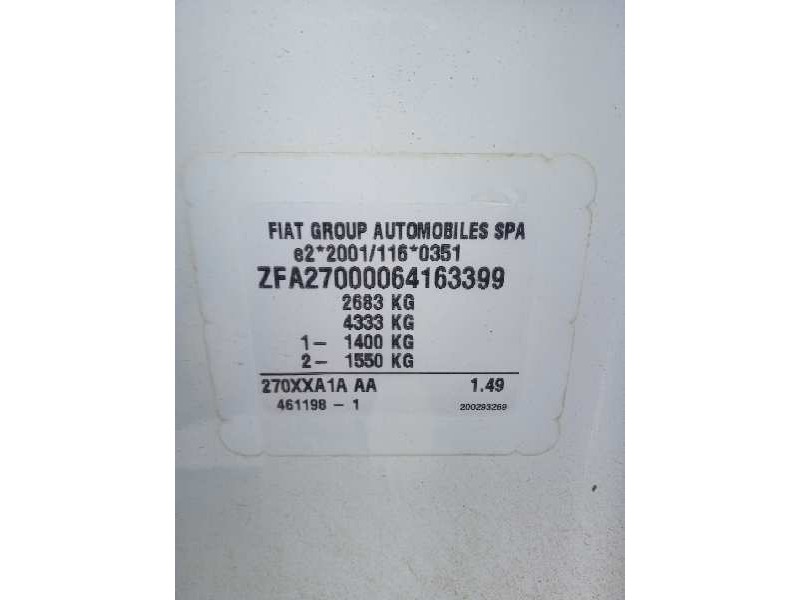 FIAT GROUP AUTOMOBILES SPA
e2*2001/116*0351
ZFA27000064163399
2683 KG
4333 KG
1- 1400 KG
2- 1550 KG
270XXA1A AA 1.49
461198 - 1 200293269